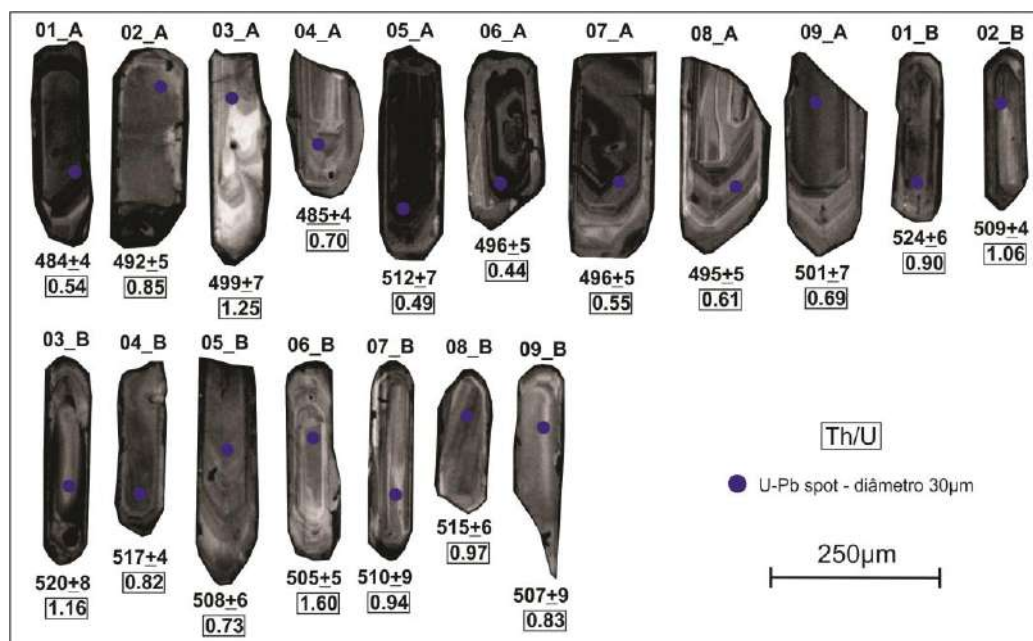 01_A 02_A 03_A 04_A 05_A 06_A 07_A 08_A 09_A 01_B 02_B
484±4 492±5 499±7 485±4 512±7 496±5 496±5 495±5 501±7 524±6 509±4
0.54 0.85 1.25 0.70 0.49 0.44 0.55 0.61 0.69 0.90 1.06
03_B 04_B 05_B 06_B 07_B 08_B 09_B
520±8 517±4 508±6 505±5 510±9 515±6 507±9
1.16 0.82 0.73 1.60 0.94 0.97 0.83
Th/U
U-Pb spot - diâmetro 30µm
250µm